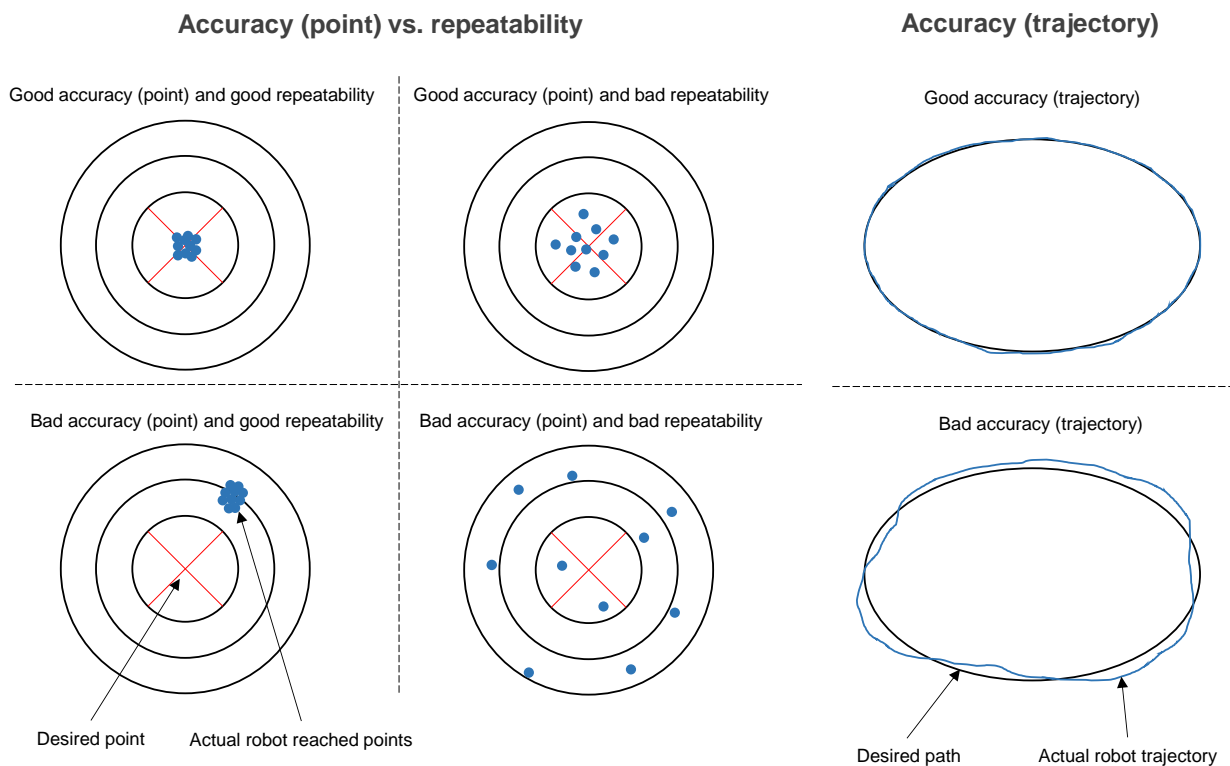 Accuracy (point) vs. repeatability
Accuracy (trajectory)
Good accuracy (point) and good repeatability
Good accuracy (point) and bad repeatability
Good accuracy (trajectory)
Bad accuracy (point) and good repeatability
Bad accuracy (point) and bad repeatability
Bad accuracy (trajectory)
Desired point
Actual robot reached points
Desired path
Actual robot trajectory